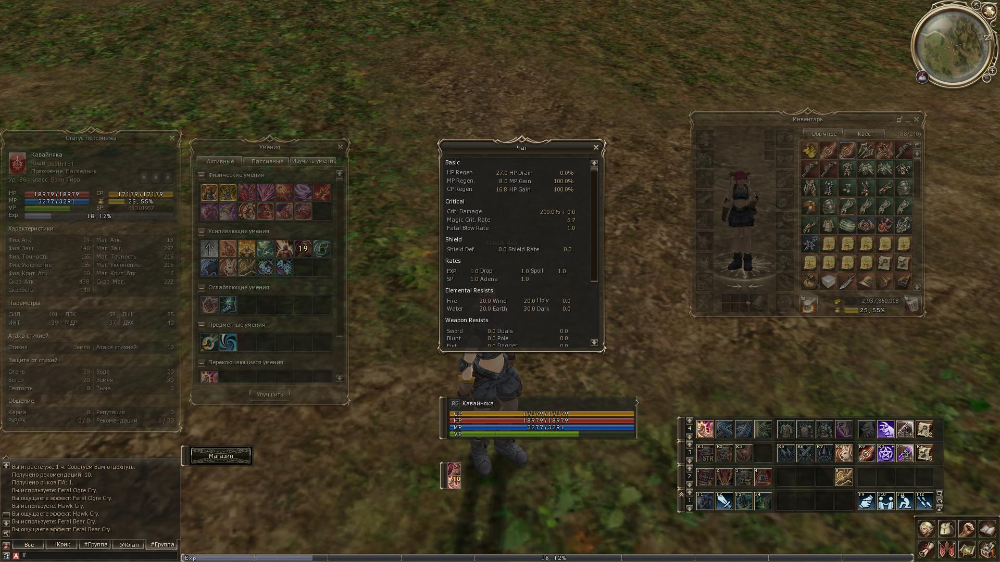 Статус персонажа
Кавайняка
Клан DeathToll
Положение Наследник
Ур. 86 Класс Воин Тира
HP 18979/18979 CP 17179/17179
MP 3277/3291 25, 55%
VP SP 68301957
Exp 18, 12%
Характеристики
Физ. Атк. 14 Маг. Атк. 13
Физ. Защ. 140 Маг. Защ. 292
Физ. Точность 155 Маг. Точность 216
Физ. Уклонение 155 Маг. Уклонение 216
Физ. Крит. Атк. 60 Маг. Крит. Атк. 6
Скор. Атк. 438 Скор. Маг. 222
Скорость 140
Параметры
СИЛ 101 ЛВК 53 ВЫН 85
ИНТ 39 МДР 37 ДУХ 40
Атака стихией
Стихия Земля Атака стихией 10
Защита от стихий
Огонь 20 Вода 20
Ветер 20 Земля 30
Святость 0 Тьма 0
Общение
Карма 0 Репутация 0
PvP/PK 0 / 0 Рекомендации 0 / 30
Умения
Активные Пассивные Изучить умение
Физические умения
Усиливающие умения
19
Ослабляющие умения
Предметные умения
Переключающиеся умения
Улучшить
Чат
Basic
HP Regen. 27.0 HP Drain 0.0%
MP Regen. 8.0 MP Gain 100.0%
CP Regen. 16.8 HP Gain 100.0%
Critical
Crit. Damage 200.0% + 0.0
Magic Crit. Rate 6.7
Fatal Blow Rate 1.0
Shield
Кавайняка
Shield Def. 0.0 Shield Rate 0.0
Rates
EXP 1.0 Drop 1.0 Spoil 1.0
SP 1.0 Adena 1.0
Elemental Resists
Fire 20.0 Wind 20.0 Holy 0.0
Water 20.0 Earth 30.0 Dark 0.0
Weapon Resists
Sword 0.0 Duals 0.0
Blunt 0.0 Pole 0.0
Fist 0.0 Dagger 0.0
Инвентарь
Обычное Квест (88/140)
2,937,850,018
25, 55%
N
86 Кавайняка
CP 17179/17179
HP 18979/18979
MP 3277/3291
VP
10
Магазин
Вы играете уже 1 ч. Советуем Вам отдохнуть.
Получено рекомендаций: 10.
Получено очков ПА: 1.
Вы используете: Feral Ogre Cry.
Вы ощущаете эффект: Feral Ogre Cry.
Вы используете: Hawk Cry.
Вы ощущаете эффект: Hawk Cry.
Вы используете: Feral Bear Cry.
Вы ощущаете эффект: Feral Bear Cry.
Все !Крик #Группа @Клан #Группа
A #
4 99+
3 K1 STR K2 K3 K5 K6 K7 K8 K9 K0 99+
2 1 2 3 4 8
1 F1 F2 F3 F4 F9 F10 F11 F12
Exp 18, 12%